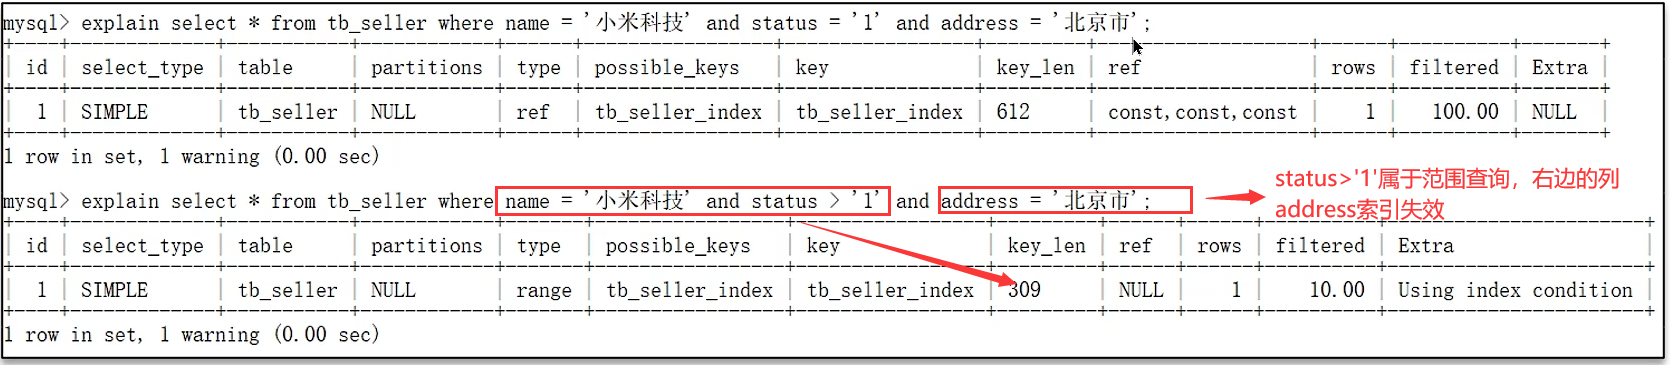 mysql> explain select * from tb_seller where name = '小米科技' and status = '1' and address = '北京市';
| id | select_type | table | partitions | type | possible_keys | key | key_len | ref | rows | filtered | Extra |
| 1 | SIMPLE | tb_seller | NULL | ref | tb_seller_index | tb_seller_index | 612 | const,const,const | 1 | 100.00 | NULL |
1 row in set, 1 warning (0.00 sec)
mysql> explain select * from tb_seller where name = '小米科技' and status > '1' and address = '北京市';
status>'1'属于范围查询，右边的列
address索引失效
| id | select_type | table | partitions | type | possible_keys | key | key_len | ref | rows | filtered | Extra |
| 1 | SIMPLE | tb_seller | NULL | range | tb_seller_index | tb_seller_index | 309 | NULL | 1 | 10.00 | Using index condition |
1 row in set, 1 warning (0.00 sec)